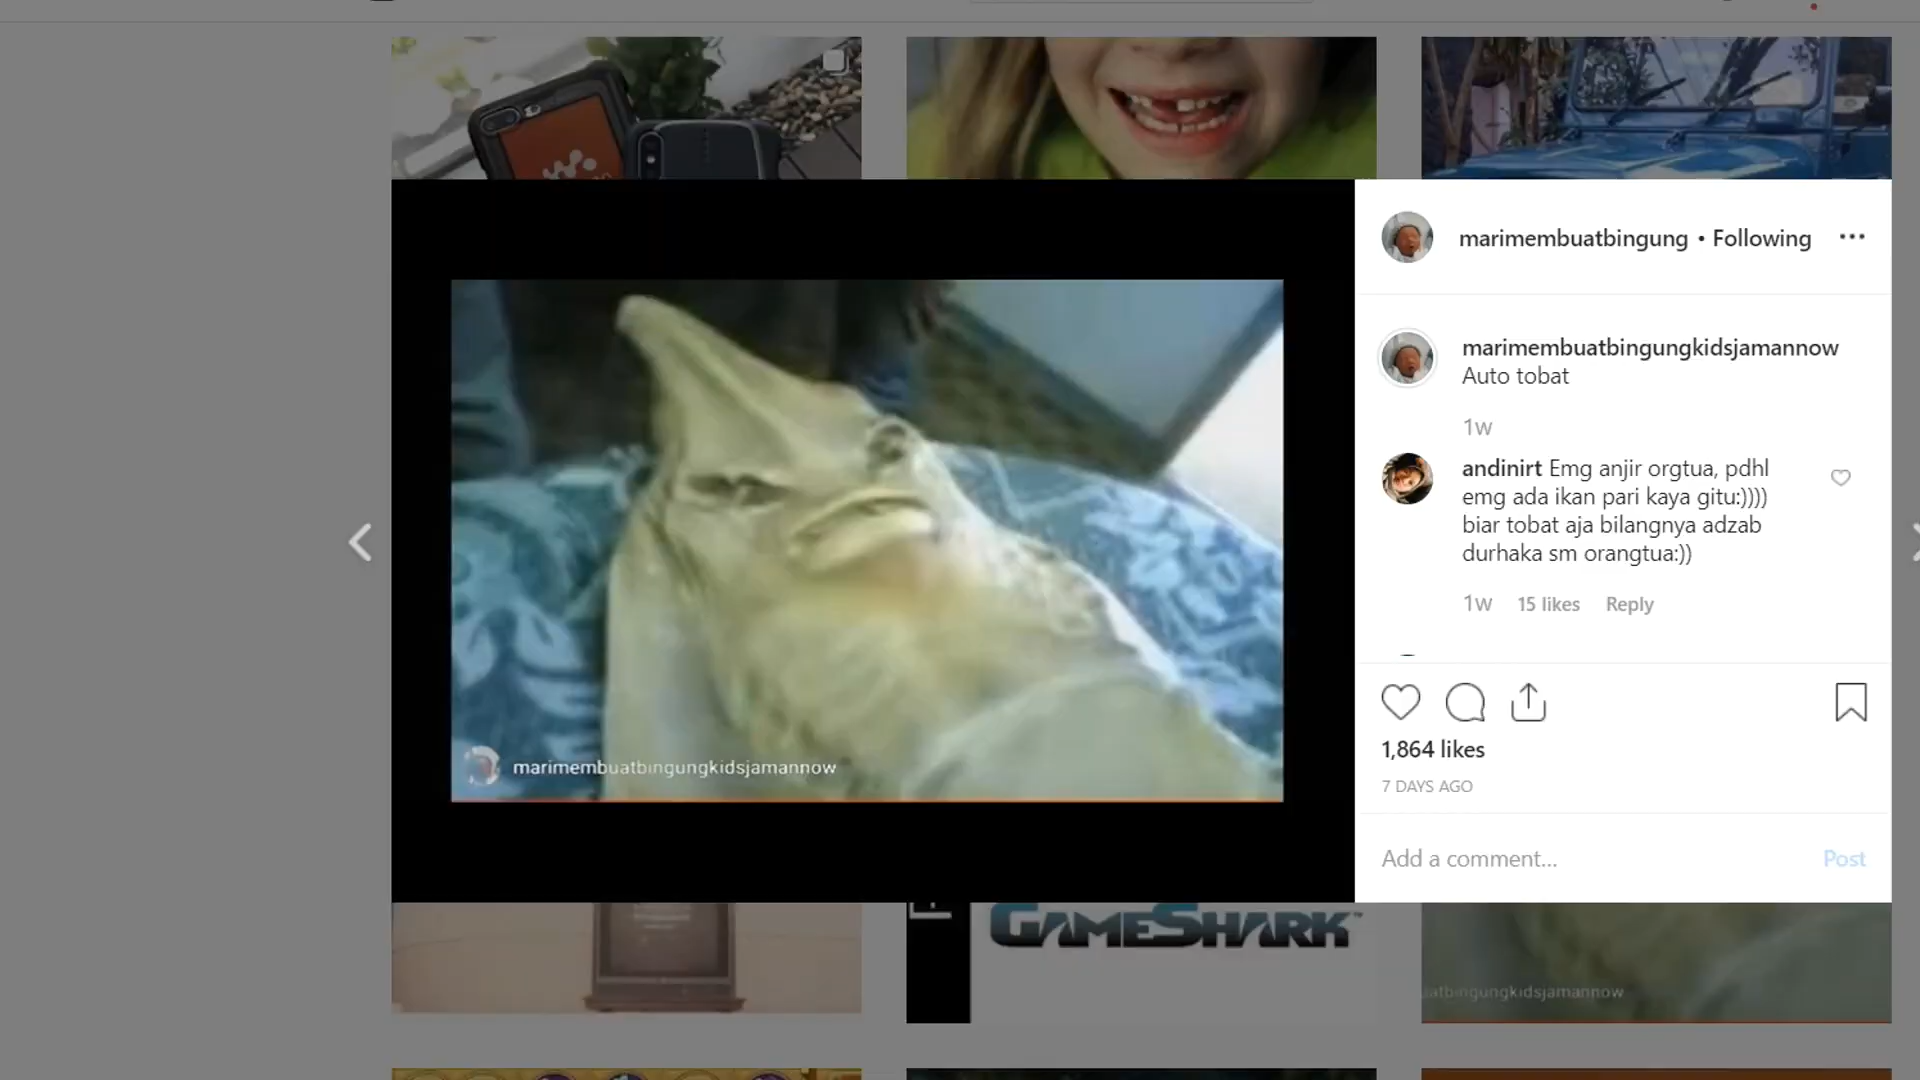 marimembuatbingung • Following
marimembuatbingungkidsjamannow
Auto tobat
1w
andinirt Emg anjir orgtua, pdhl
emg ada ikan pari kaya gitu:))))
biar tobat aja bilangnya adzab
durhaka sm orangtua:))
1w 15 likes Reply
1,864 likes
7 DAYS AGO
Add a comment... Post
marimembuatbingungkidsjamannow
GAMESHARK™
atbingungkidsjamannow